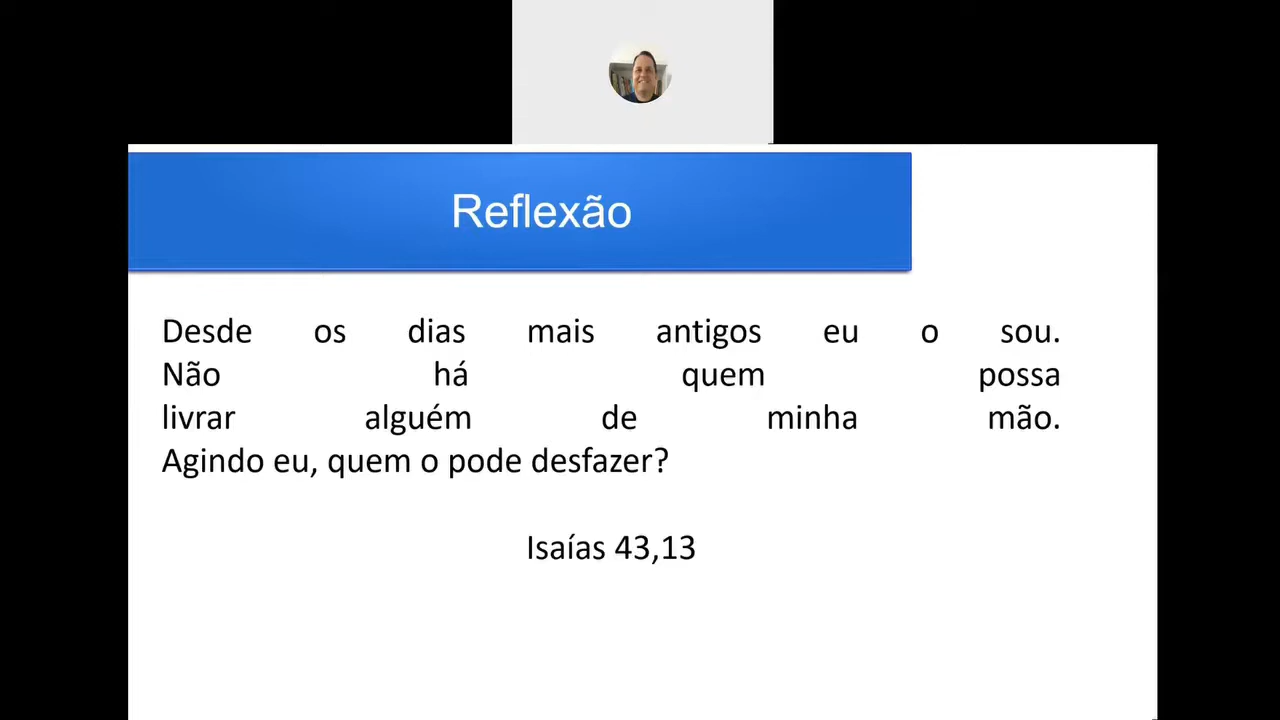 Reflexão
Desde os dias mais antigos eu o sou.
Não há quem possa
livrar alguém de minha mão.
Agindo eu, quem o pode desfazer?
Isaías 43,13